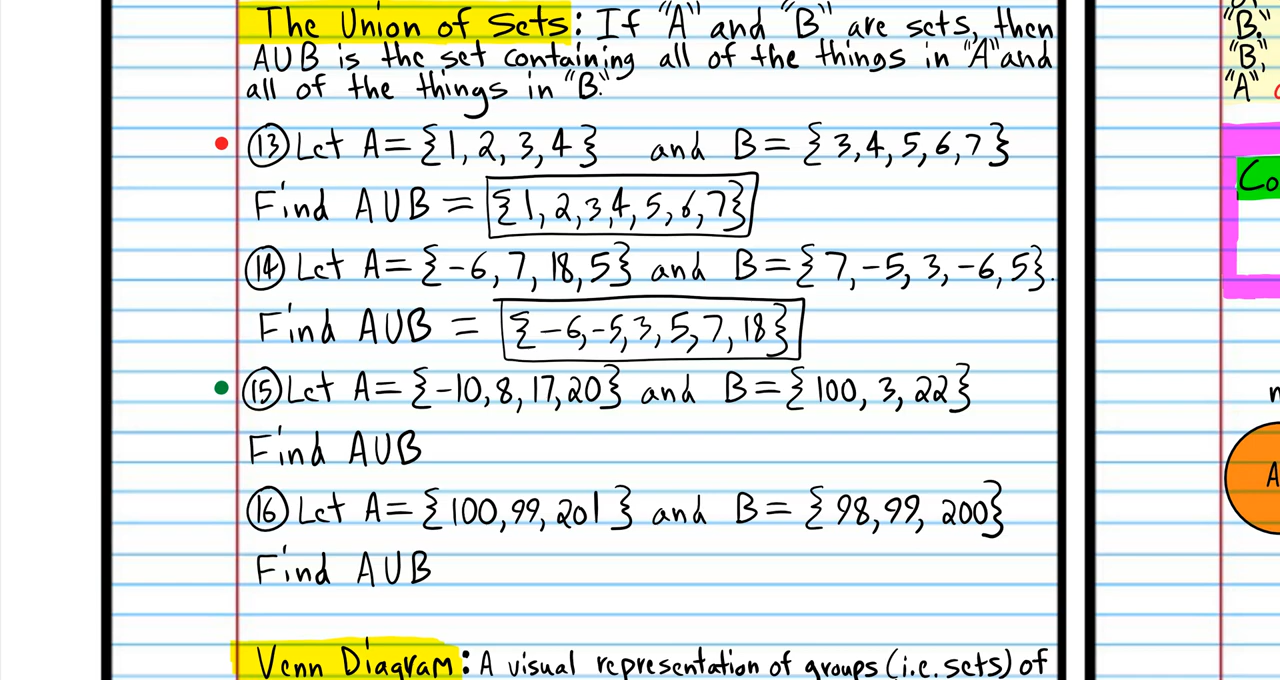 The Union of Sets: If "A" and "B" are sets, then
AUB is the set containing all of the things in "A" and
all of the things in "B."
⑬ Let A = {1, 2, 3, 4} and B = {3, 4, 5, 6, 7}
Find AUB = {1, 2, 3, 4, 5, 6, 7}
⑭ Let A = {-6, 7, 18, 5} and B = {7, -5, 3, -6, 5}.
Find AUB = {-6, -5, 3, 5, 7, 18}
⑮ Let A = {-10, 8, 17, 20} and B = {100, 3, 22}
Find AUB
⑯ Let A = {100, 99, 201} and B = {98, 99, 200}
Find AUB
Venn Diagram: A visual representation of groups (i.e. sets) of
"B."
"B,"
"A"
Co
A